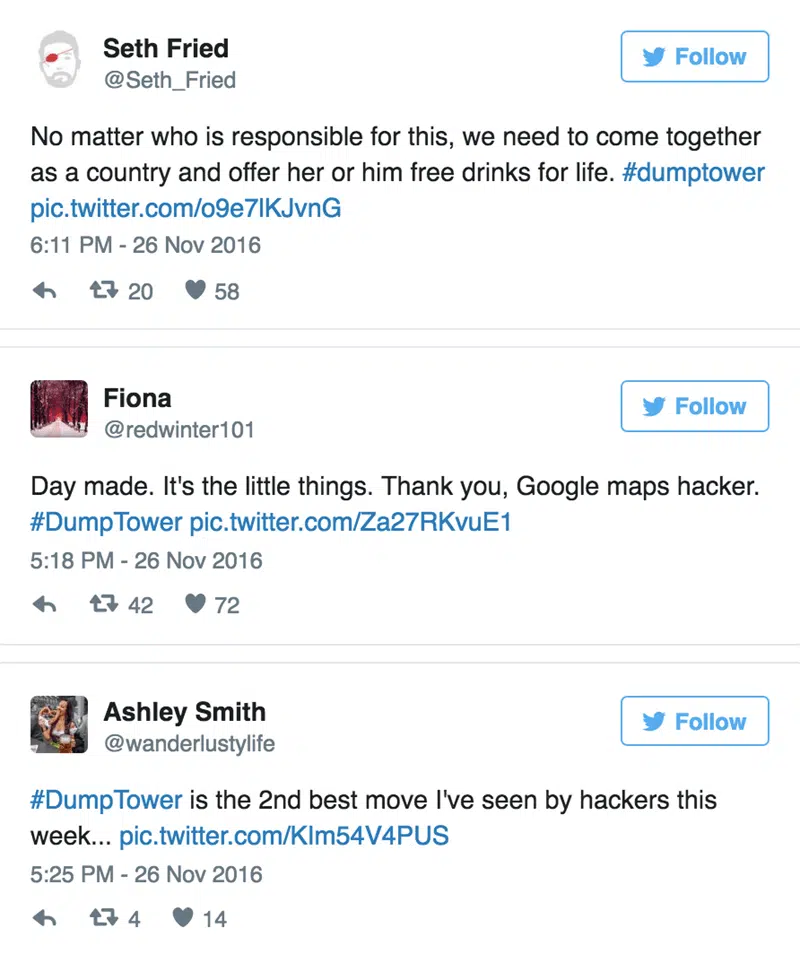 Seth Fried
Follow
@Seth_Fried
No matter who is responsible for this, we need to come together
as a country and offer her or him free drinks for life. #dumptower
pic.twitter.com/o9e7lKJvnG
6:11 PM - 26 Nov 2016
20 58
Fiona
Follow
@redwinter101
Day made. It's the little things. Thank you, Google maps hacker.
#DumpTower pic.twitter.com/Za27RKvuE1
5:18 PM - 26 Nov 2016
42 72
Ashley Smith
Follow
@wanderlustylife
#DumpTower is the 2nd best move I've seen by hackers this
week... pic.twitter.com/KIm54V4PUS
5:25 PM - 26 Nov 2016
4 14